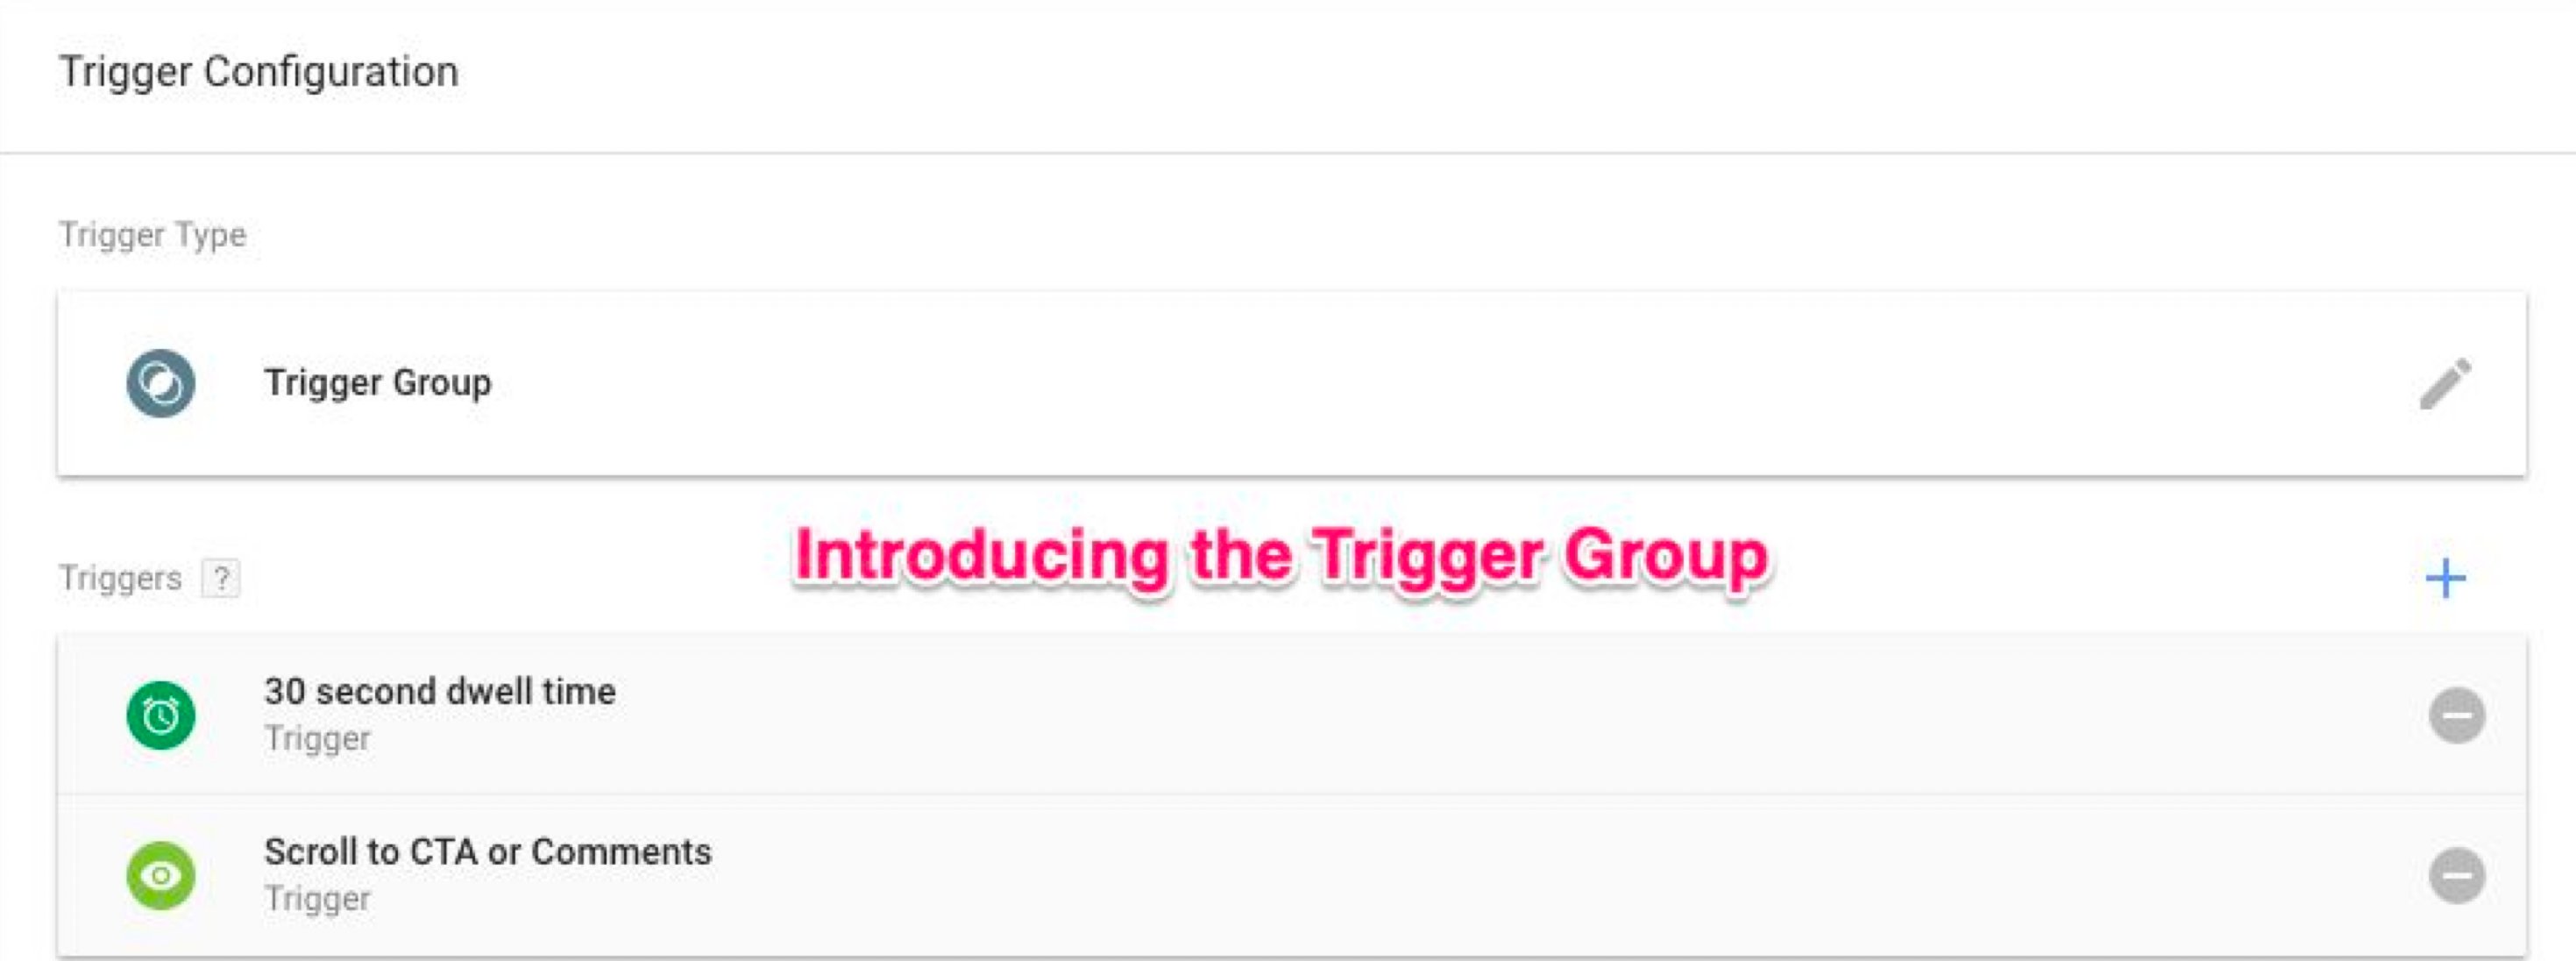 Trigger Configuration
Trigger Type
Trigger Group
Introducing the Trigger Group
Triggers ?
30 second dwell time
Trigger
Scroll to CTA or Comments
Trigger